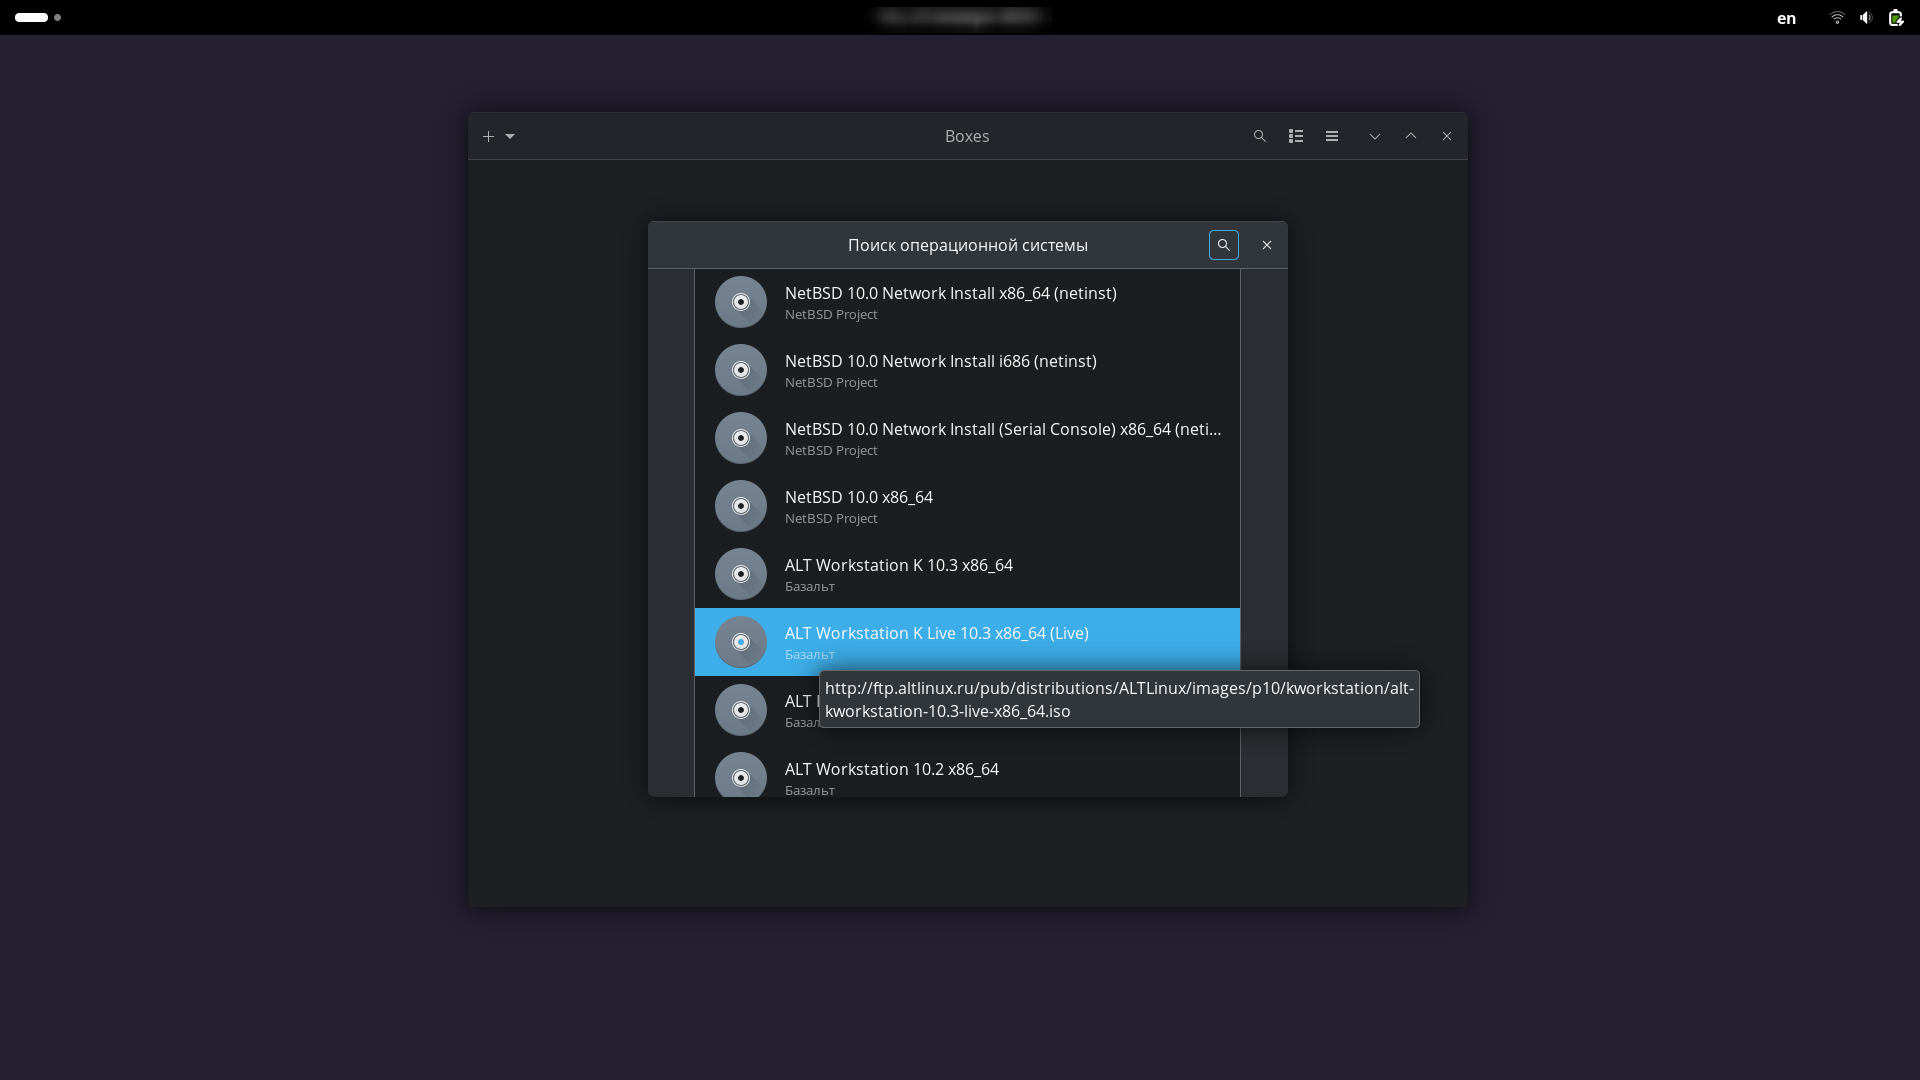 en
Boxes
Поиск операционной системы
NetBSD 10.0 Network Install x86_64 (netinst)
NetBSD Project
NetBSD 10.0 Network Install i686 (netinst)
NetBSD Project
NetBSD 10.0 Network Install (Serial Console) x86_64 (neti...
NetBSD Project
NetBSD 10.0 x86_64
NetBSD Project
ALT Workstation K 10.3 x86_64
Базальт
ALT Workstation K Live 10.3 x86_64 (Live)
Базальт
http://ftp.altlinux.ru/pub/distributions/ALTLinux/images/p10/kworkstation/alt-
kworkstation-10.3-live-x86_64.iso
ALT
ALT Workstation 10.2 x86_64
Базальт